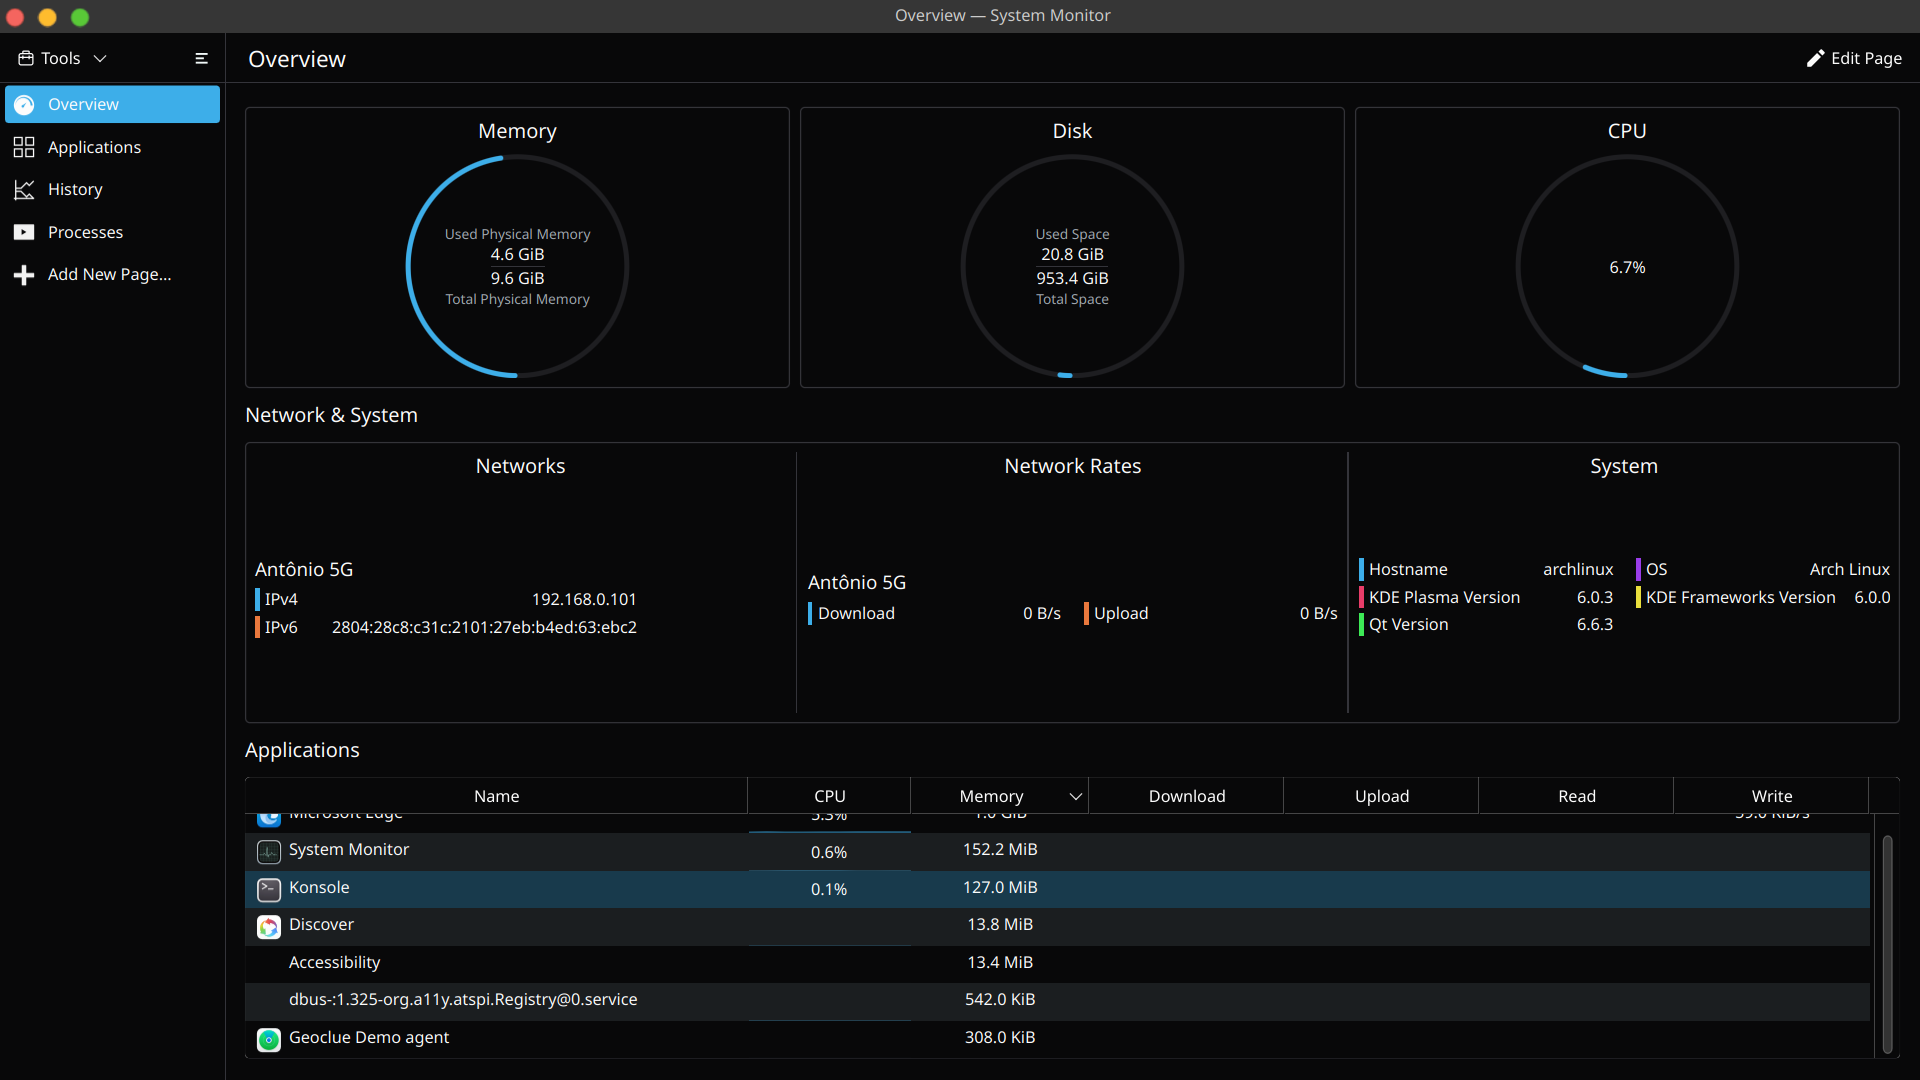 Overview — System Monitor
Tools
Overview
Edit Page
Overview
Applications
History
Processes
Add New Page...
Memory
Used Physical Memory
4.6 GiB
9.6 GiB
Total Physical Memory
Disk
Used Space
20.8 GiB
953.4 GiB
Total Space
CPU
6.7%
Network & System
Networks
Antônio 5G
IPv4 192.168.0.101
IPv6 2804:28c8:c31c:2101:27eb:b4ed:63:ebc2
Network Rates
Antônio 5G
Download 0 B/s Upload 0 B/s
System
Hostname archlinux OS Arch Linux
KDE Plasma Version 6.0.3 KDE Frameworks Version 6.0.0
Qt Version 6.6.3
Applications
Name CPU Memory Download Upload Read Write
Microsoft Edge
System Monitor 0.6% 152.2 MiB
Konsole 0.1% 127.0 MiB
Discover 13.8 MiB
Accessibility 13.4 MiB
dbus-:1.325-org.a11y.atspi.Registry@0.service 542.0 KiB
Geoclue Demo agent 308.0 KiB